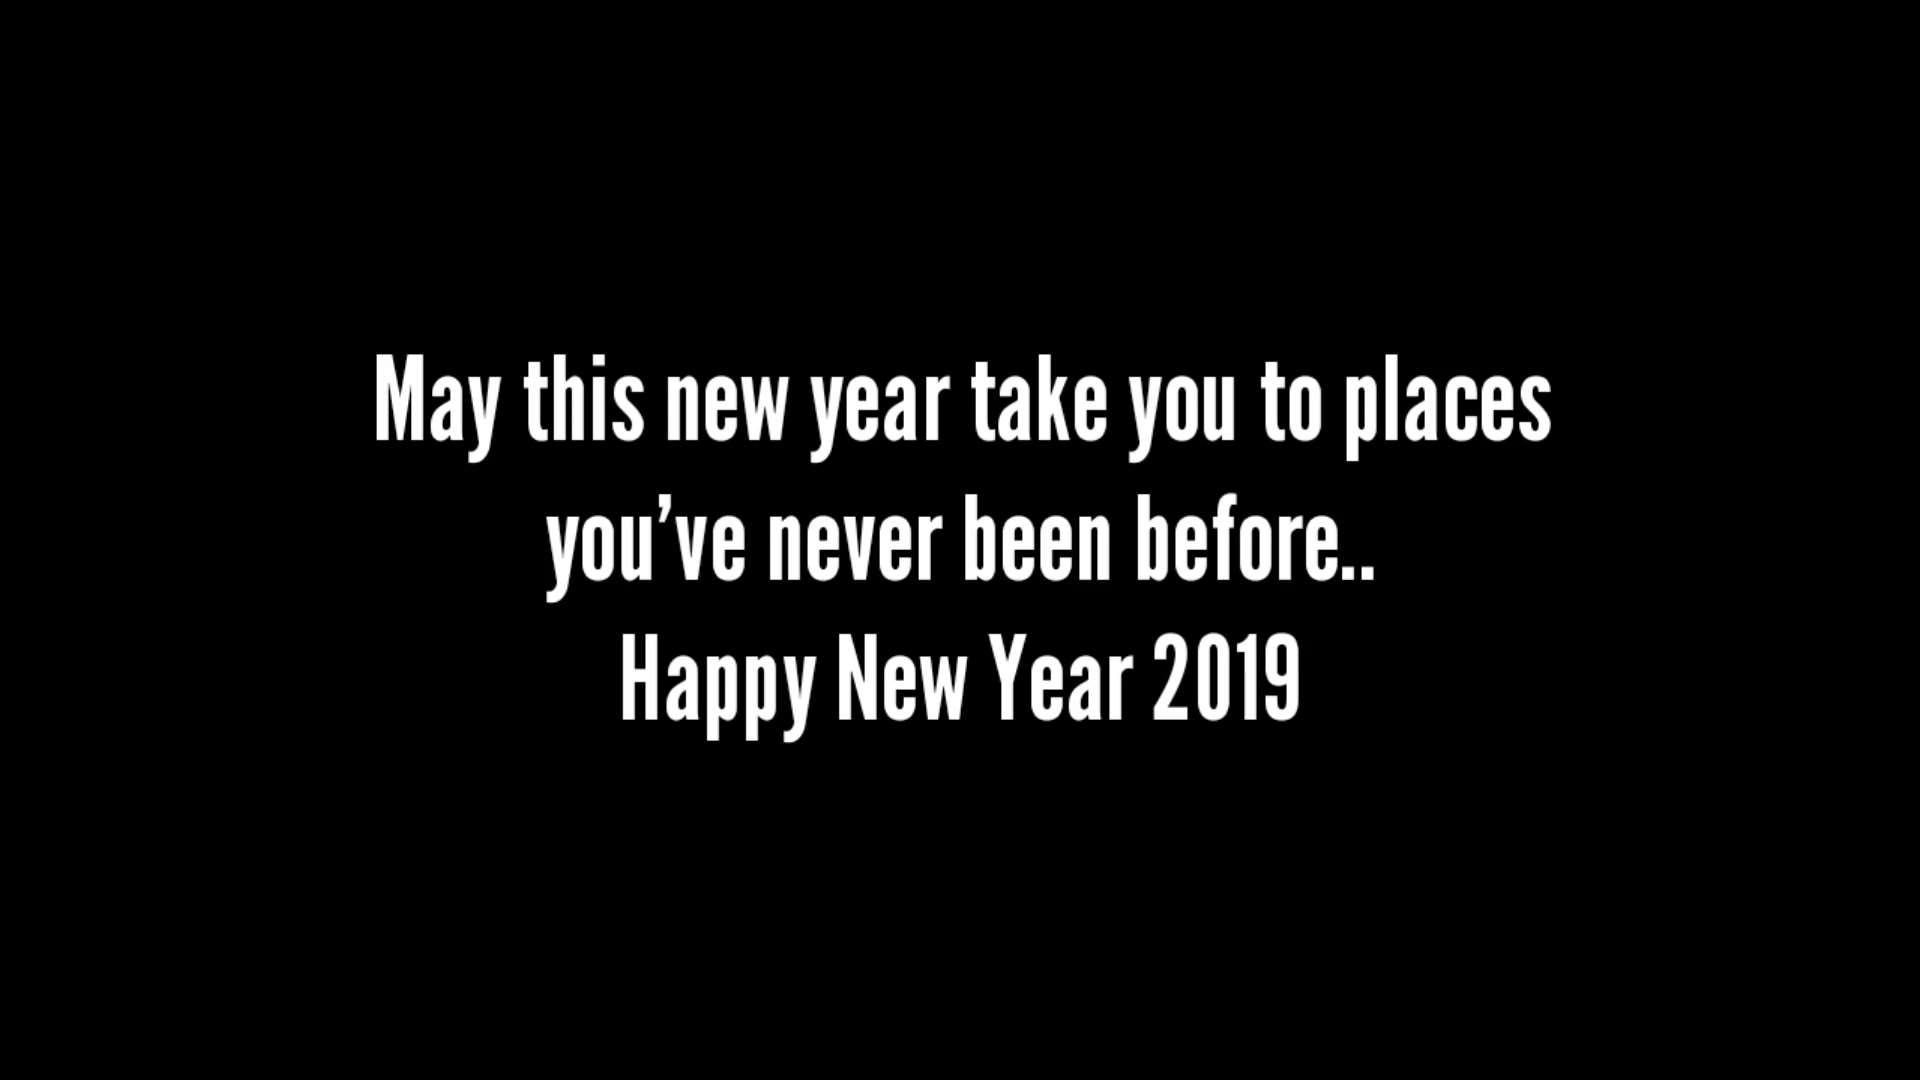 May this new year take you to places
you’ve never been before..
Happy New Year 2019